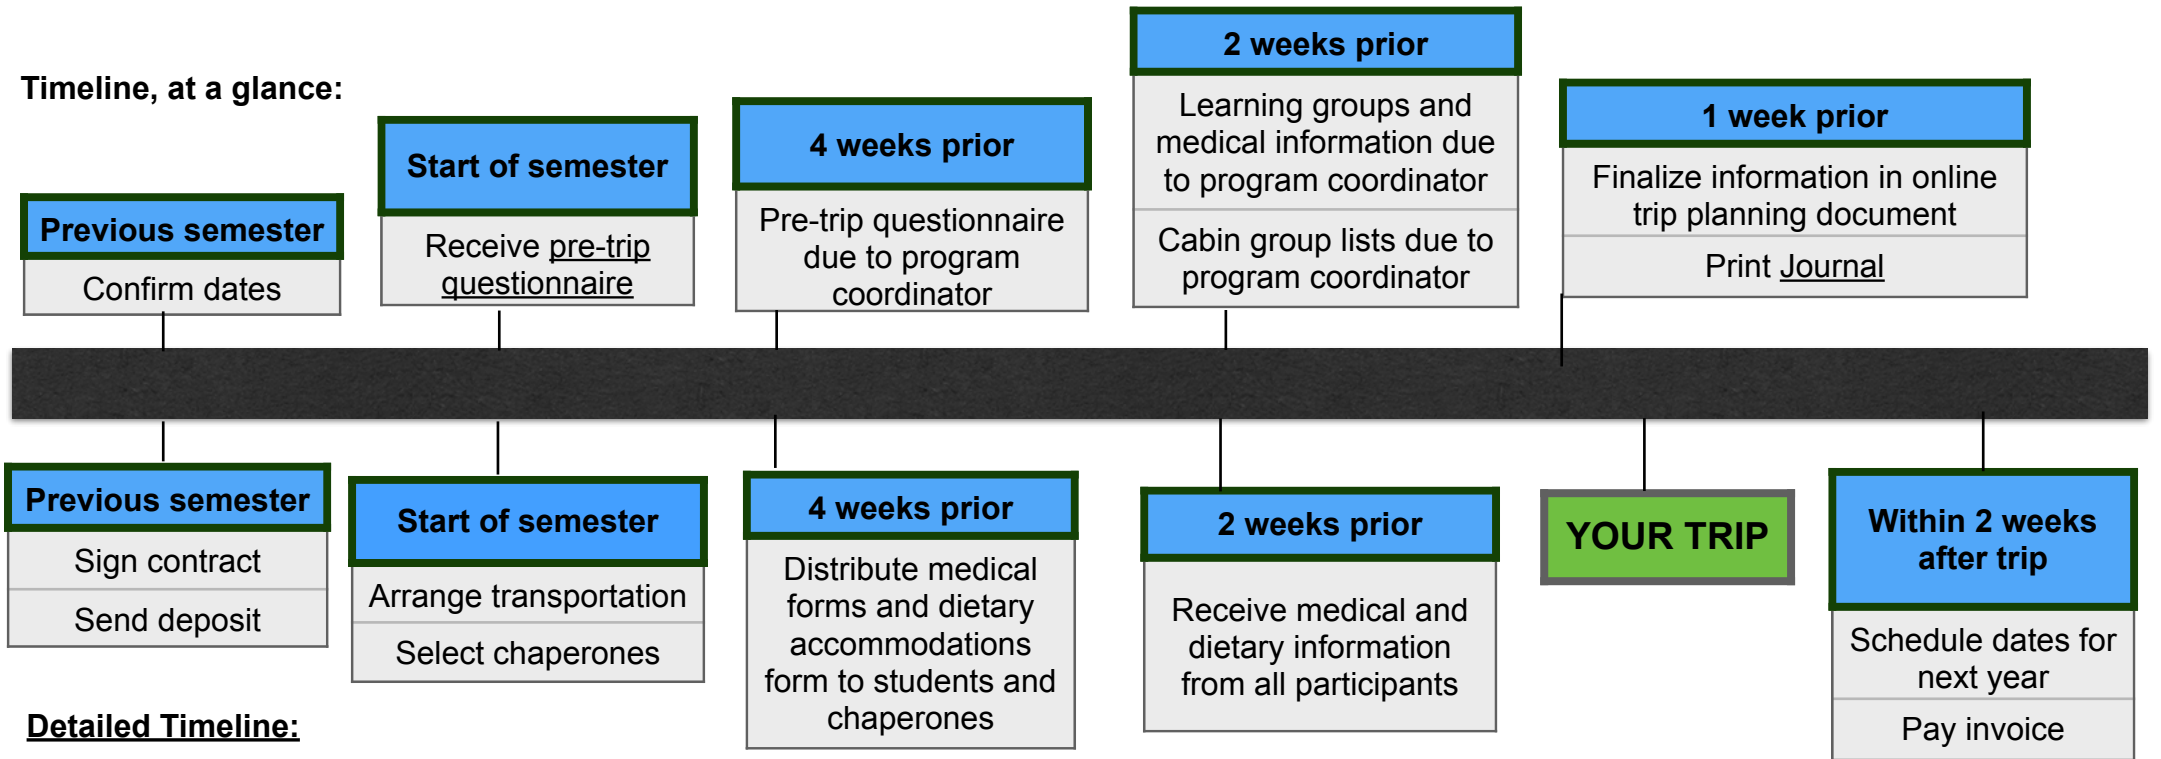 Timeline, at a glance:
Previous semester
Confirm dates
Start of semester
Receive pre-trip
questionnaire
4 weeks prior
Pre-trip questionnaire
due to program
coordinator
2 weeks prior
Learning groups and
medical information due
to program coordinator
Cabin group lists due to
program coordinator
1 week prior
Finalize information in online
trip planning document
Print Journal
Previous semester
Sign contract
Send deposit
Start of semester
Arrange transportation
Select chaperones
4 weeks prior
Distribute medical
forms and dietary
accommodations
form to students and
chaperones
2 weeks prior
Receive medical and
dietary information
from all participants
YOUR TRIP
Within 2 weeks
after trip
Schedule dates for
next year
Pay invoice
Detailed Timeline: